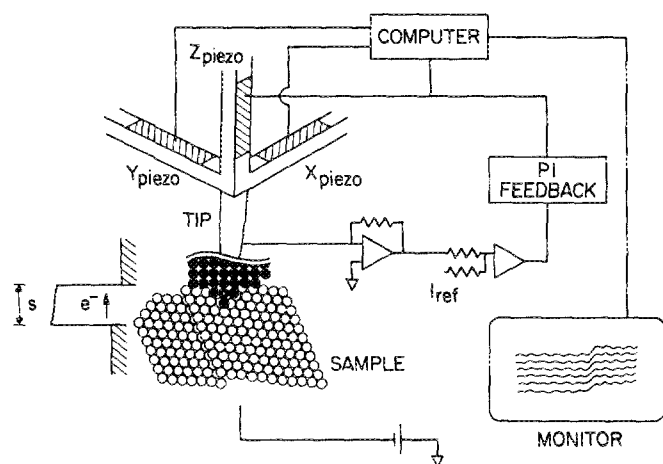 COMPUTER
Zpiezo
Ypiezo
Xpiezo
PI
FEEDBACK
TIP
Iref
s
e-
SAMPLE
MONITOR